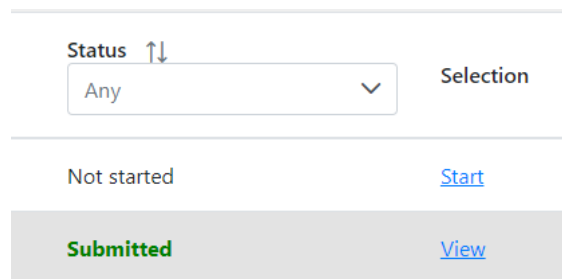 Status
Any
Selection
Not started Start
Submitted View